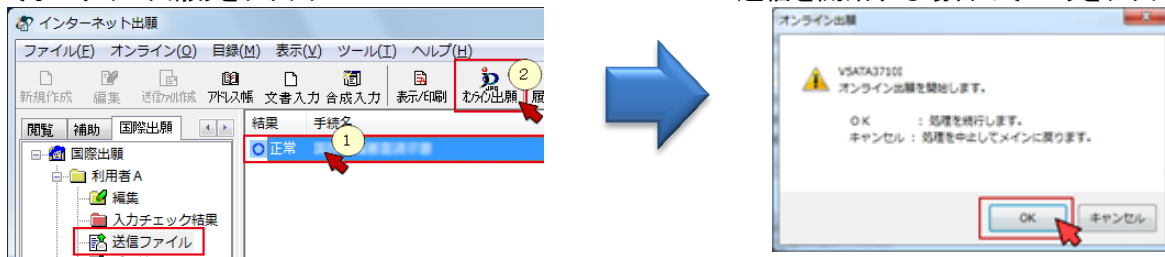 インターネット出願
ファイル(F) オンライン(O) 目録(M) 表示(V) ツール(T) ヘルプ(H)
新規作成 編集 送信ﾌｧｲﾙ作成 ｱﾄﾞﾚｽ帳 文書入力 合成入力 表示/印刷 ｵﾝﾗｲﾝ出願
2
閲覧 補助 国際出願
結果 手続名
正常
1
国際出願
利用者A
編集
入力チェック結果
送信ファイル
オンライン出願
オンライン出願を開始します。
OK : 処理を続行します。
キャンセル : 処理を中止してメインに戻ります。
OK キャンセル